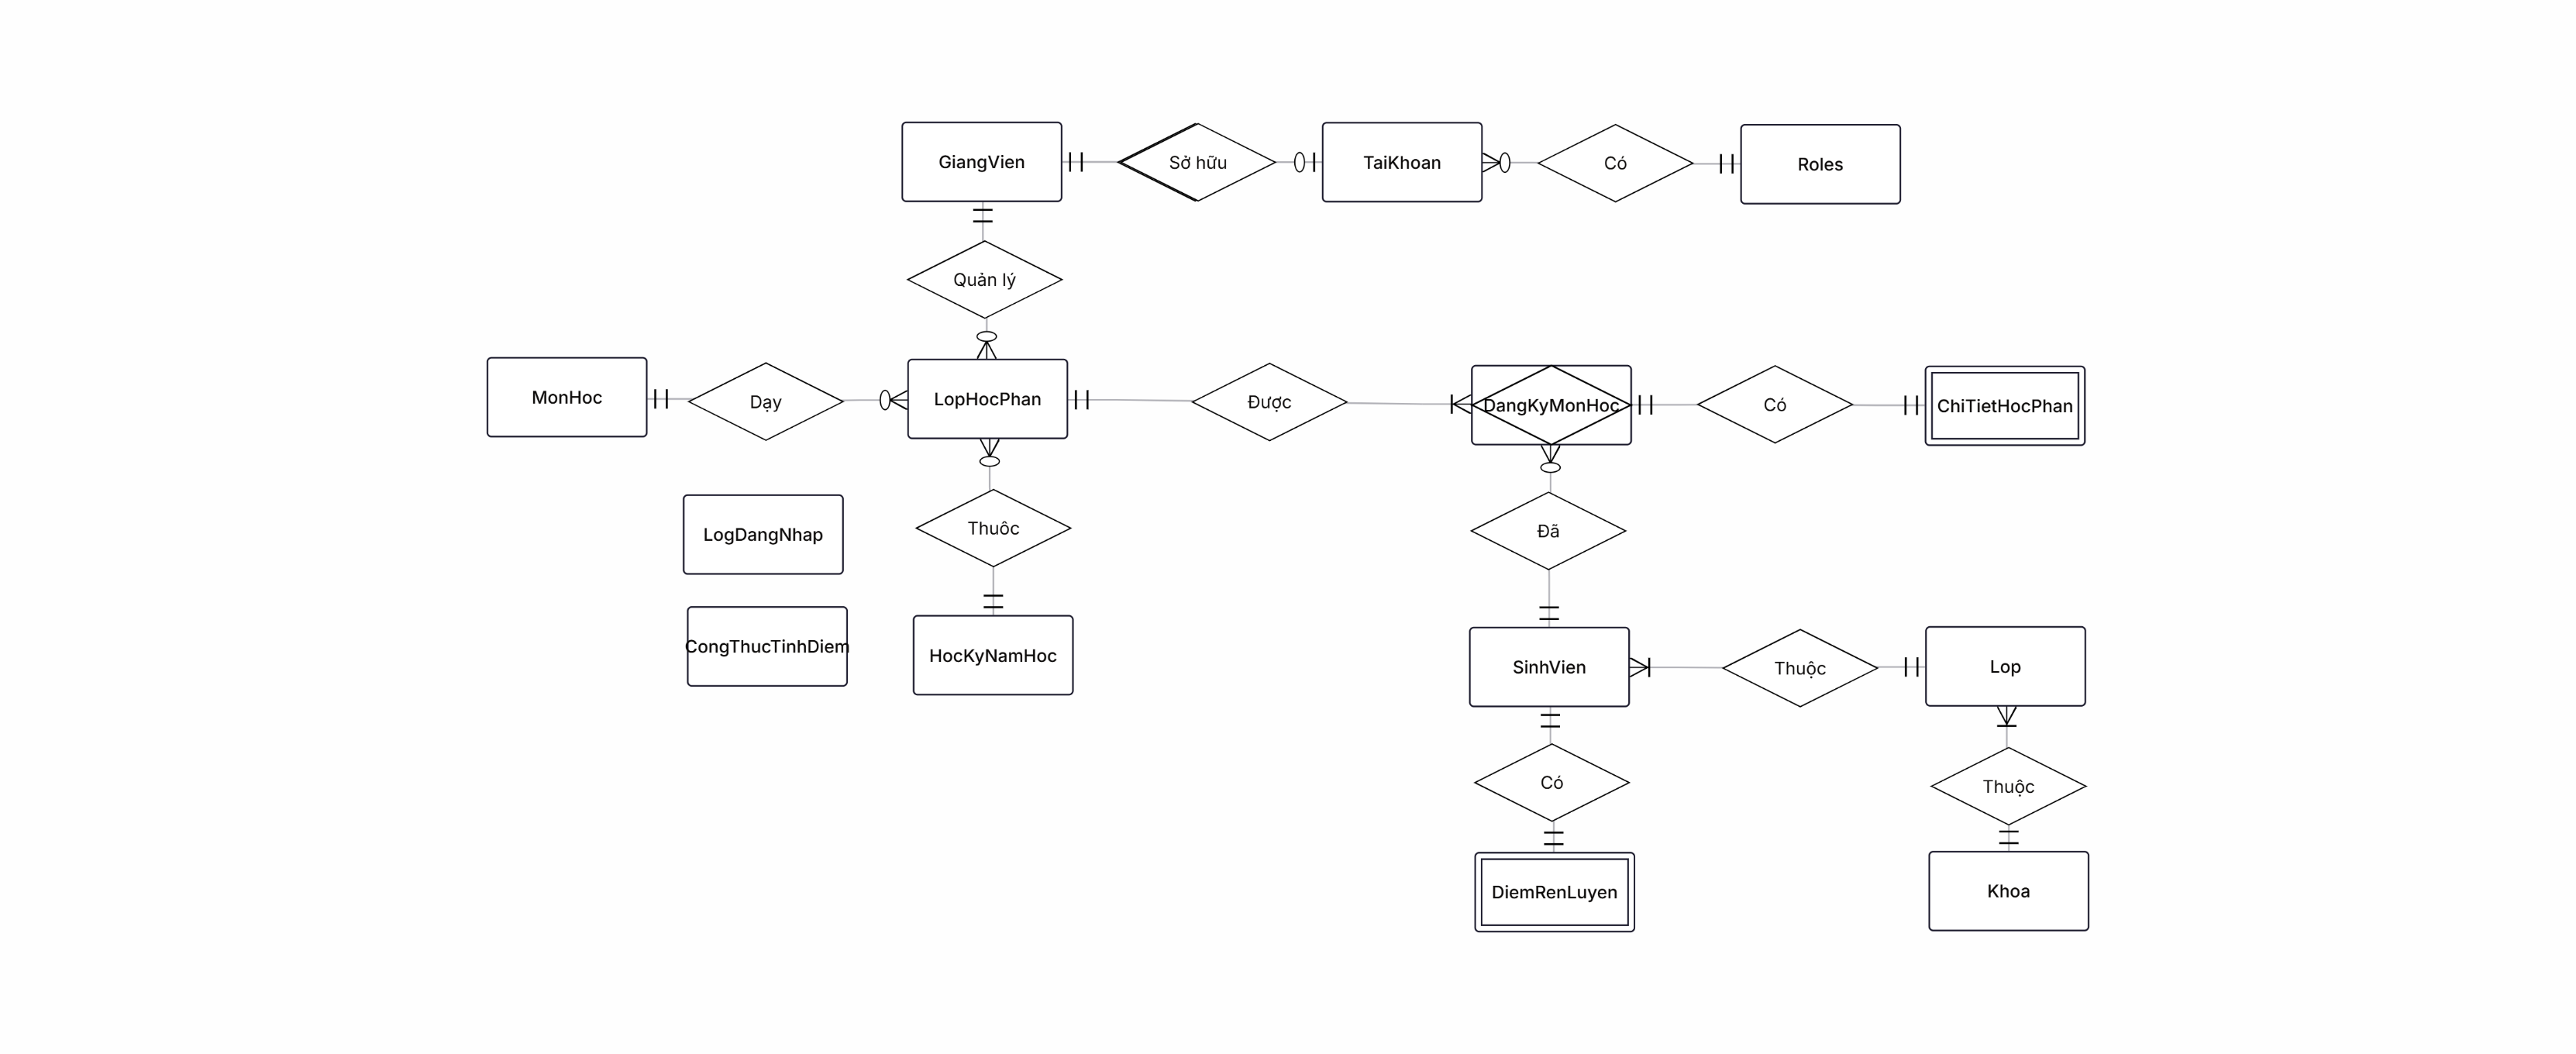 GiangVien
Sở hữu
TaiKhoan
Có
Roles
Quản lý
MonHoc
Dạy
LopHocPhan
Được
DangKyMonHoc
Có
ChiTietHocPhan
LogDangNhap
Thuôc
Đã
CongThucTinhDiem
HocKyNamHoc
SinhVien
Thuộc
Lop
Có
Thuộc
DiemRenLuyen
Khoa